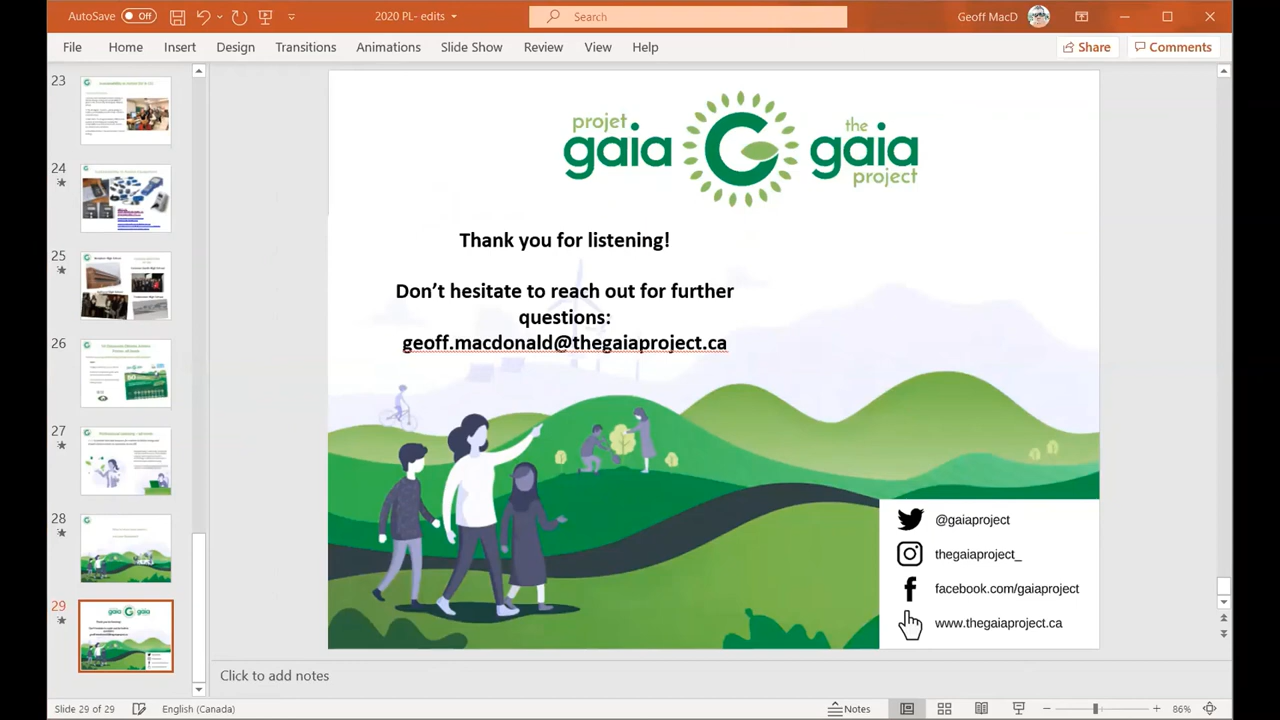 AutoSave Off
2020 PL- edits
Search
Geoff MacD
File Home Insert Design Transitions Animations Slide Show Review View Help
Share
Comments
23
24
25
26
27
28
29
projet
gaia
the
gaia
project
Thank you for listening!
Don’t hesitate to reach out for further
questions:
geoff.macdonald@thegaiaproject.ca
@gaiaproject
thegaiaproject_
facebook.com/gaiaproject
www.thegaiaproject.ca
Click to add notes
Slide 29 of 29
English (Canada)
Notes
86%